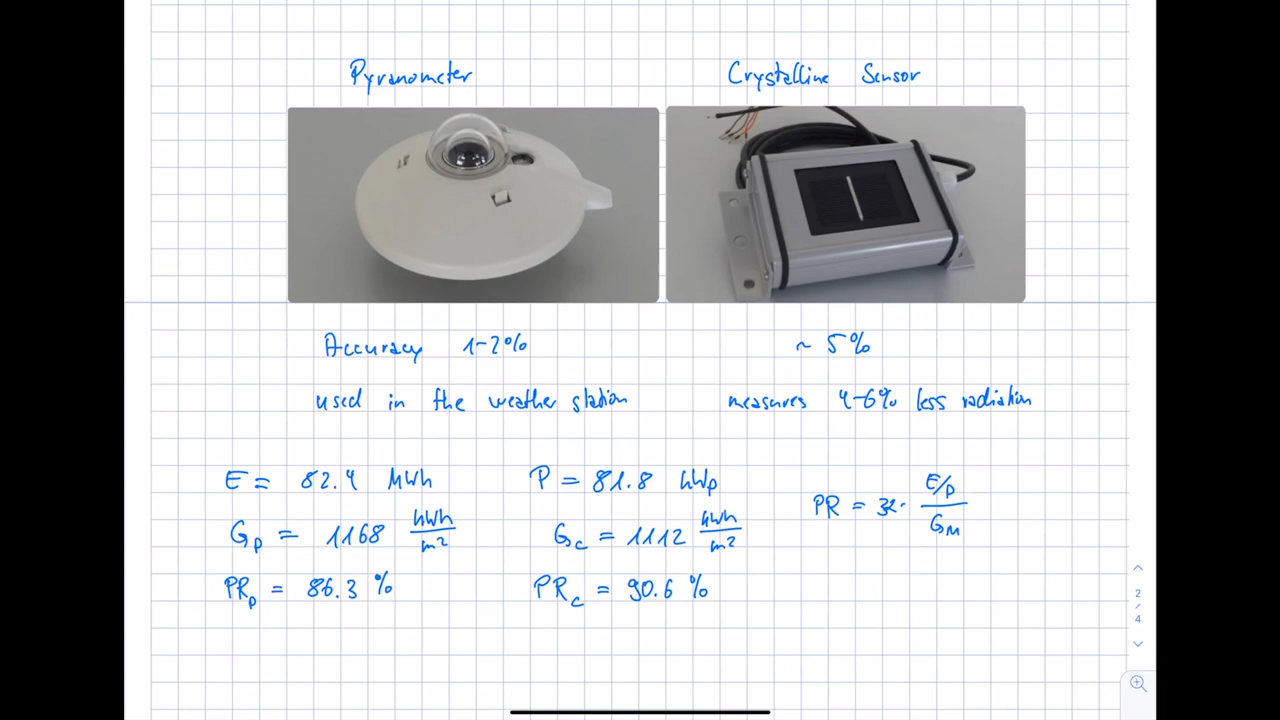 Pyranometer
Crystalline Sensor
Accuracy 1-2%
~ 5%
used in the weather station
measures 4-6% less radiation
E = 82.4 MWh
P = 81.8 kWp
G_P = 1168 kWh/m²
G_C = 1112 kWh/m²
PR = E/P / G_M
PR_P = 86.3 %
PR_C = 90.6 %
2
/
4